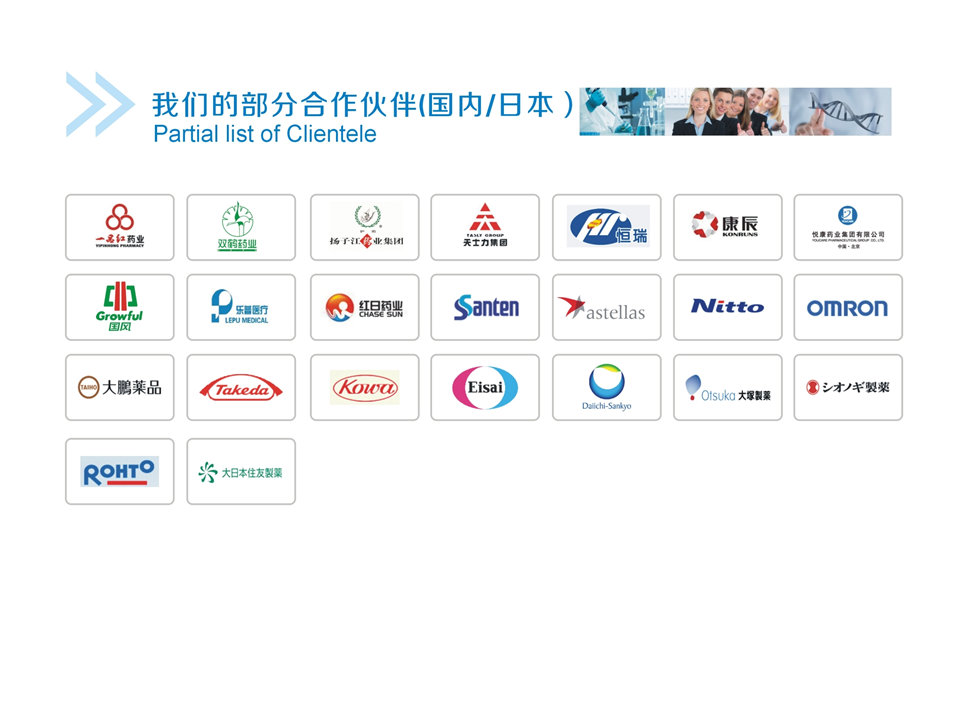 我们的部分合作伙伴(国内/日本)
Partial list of Clientele
一品红药业
YIPINHONG PHARMACY
双鹤药业
扬子江药业集团
TASLY GROUP
天士力集团
恒瑞
康辰
KONRUNS
悦康药业集团有限公司
YOUCARE PHARMACEUTICAL GROUP CO., LTD
中国·北京
Growful
国风
乐普医疗
LEPU MEDICAL
红日药业
CHASE SUN
Santen
astellas
Nitto
OMRON
TAIHO
大鵬薬品
Takeda
Kowa
Eisai
Daiichi-Sankyo
Otsuka 大塚製薬
シオノギ製薬
ROHTO
大日本住友製薬